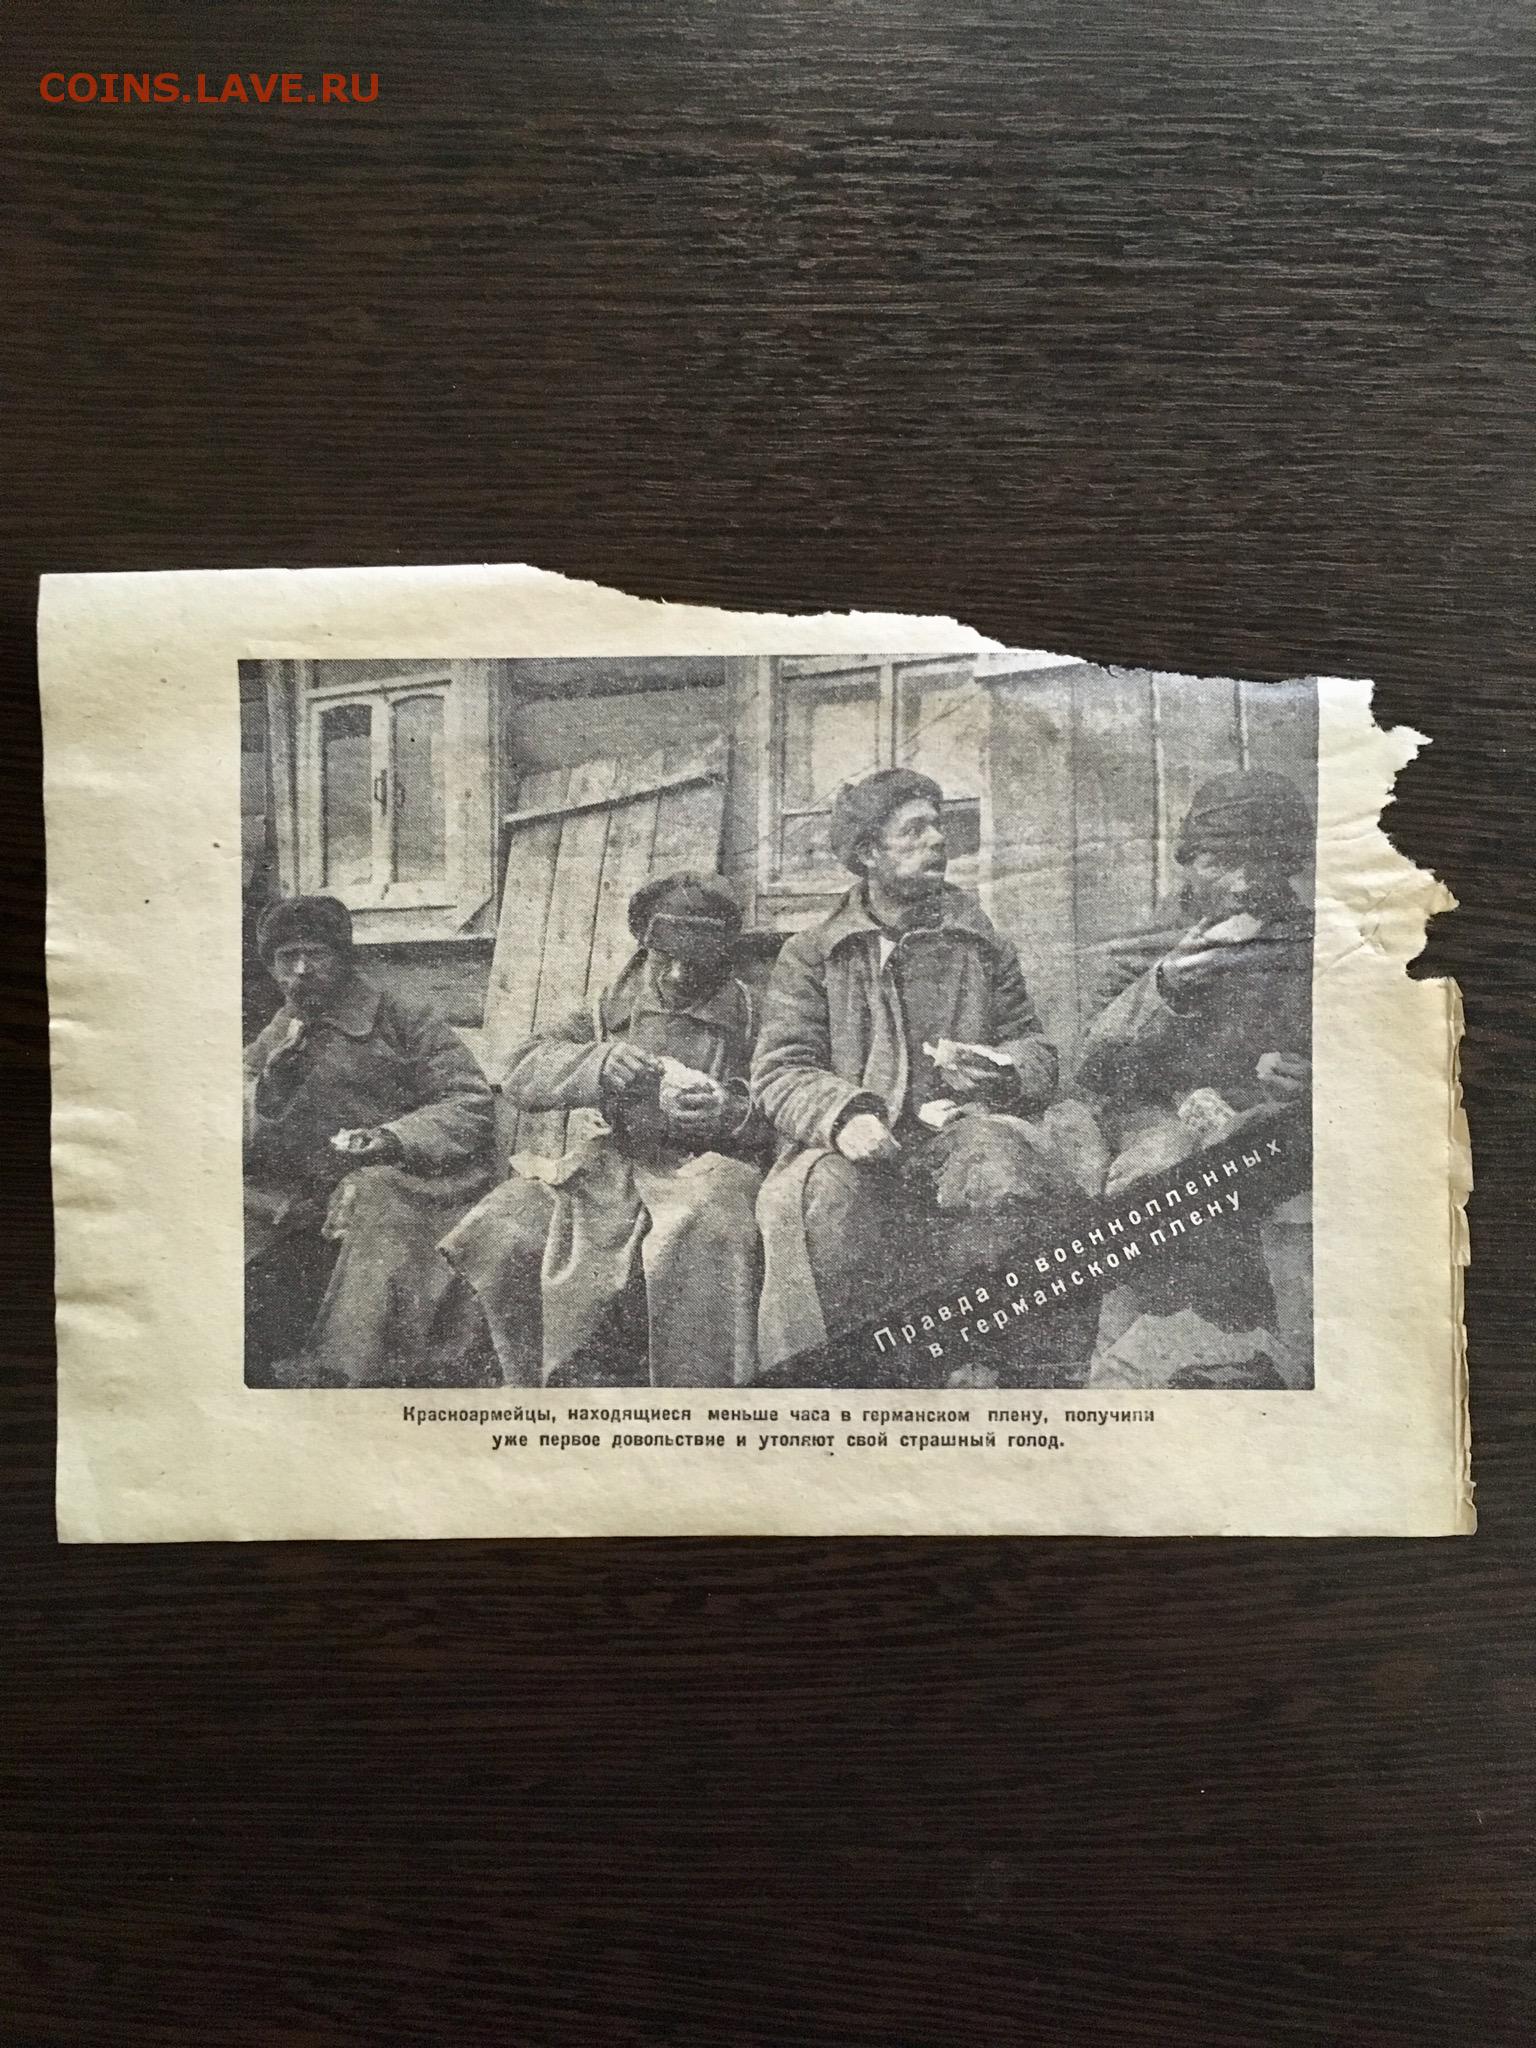 COINS.LAVE.RU
Правда о военнопленных
в германском плену
Красноармейцы, находящиеся меньше часа в германском плену, получили
уже первое довольствие и утоляют свой страшный голод.